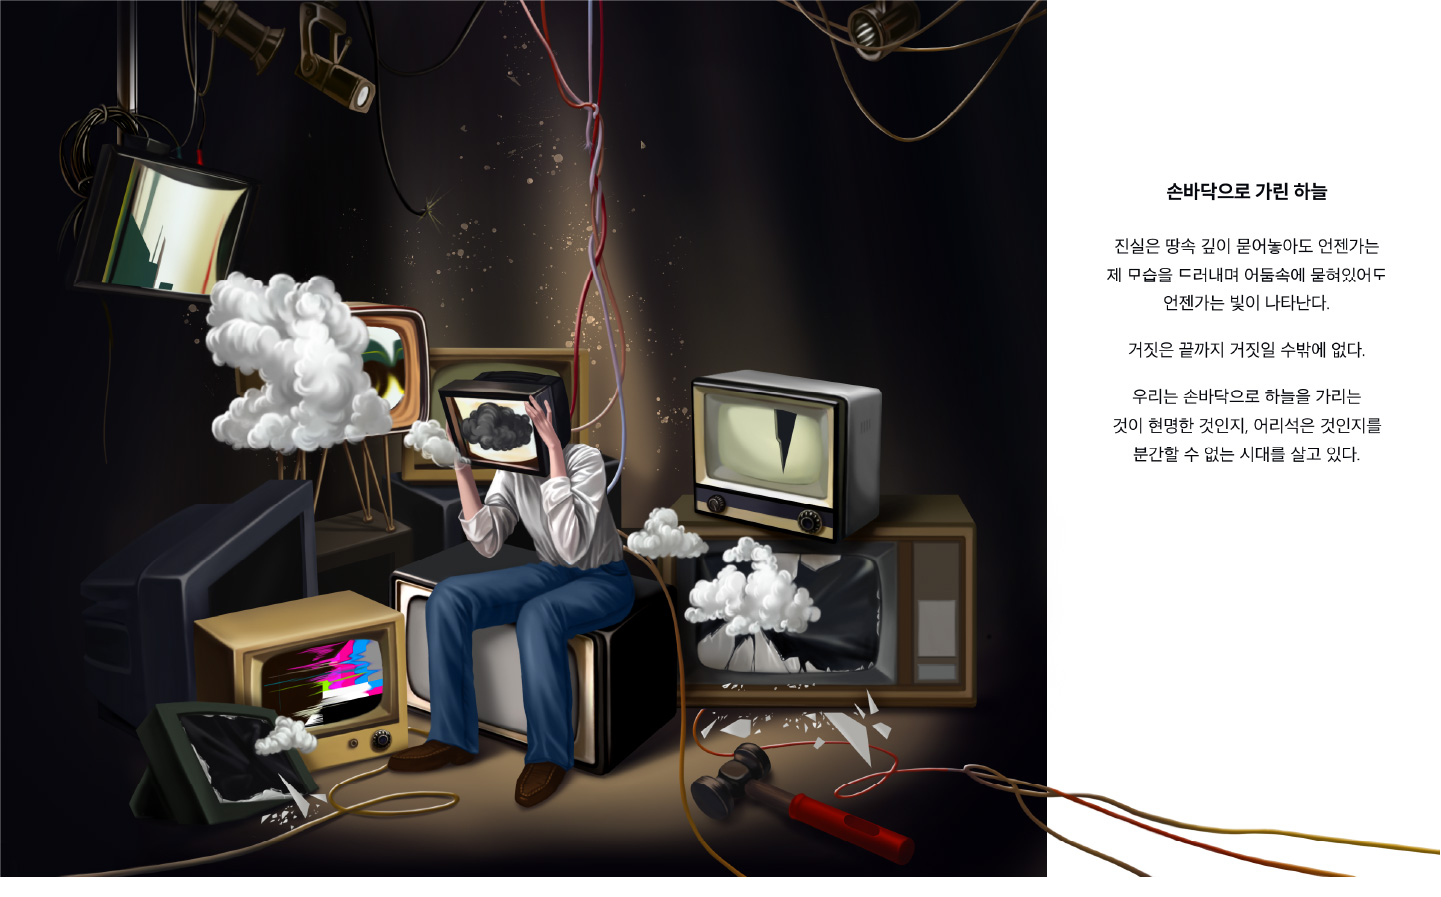 손바닥으로 가린 하늘
진실은 땅속 깊이 묻어놓아도 언젠가는
제 모습을 드러내며 어둠속에 묻혀있어도
언젠가는 빛이 나타난다.
거짓은 끝까지 거짓일 수밖에 없다.
우리는 손바닥으로 하늘을 가리는
것이 현명한 것인지, 어리석은 것인지를
분간할 수 없는 시대를 살고 있다.